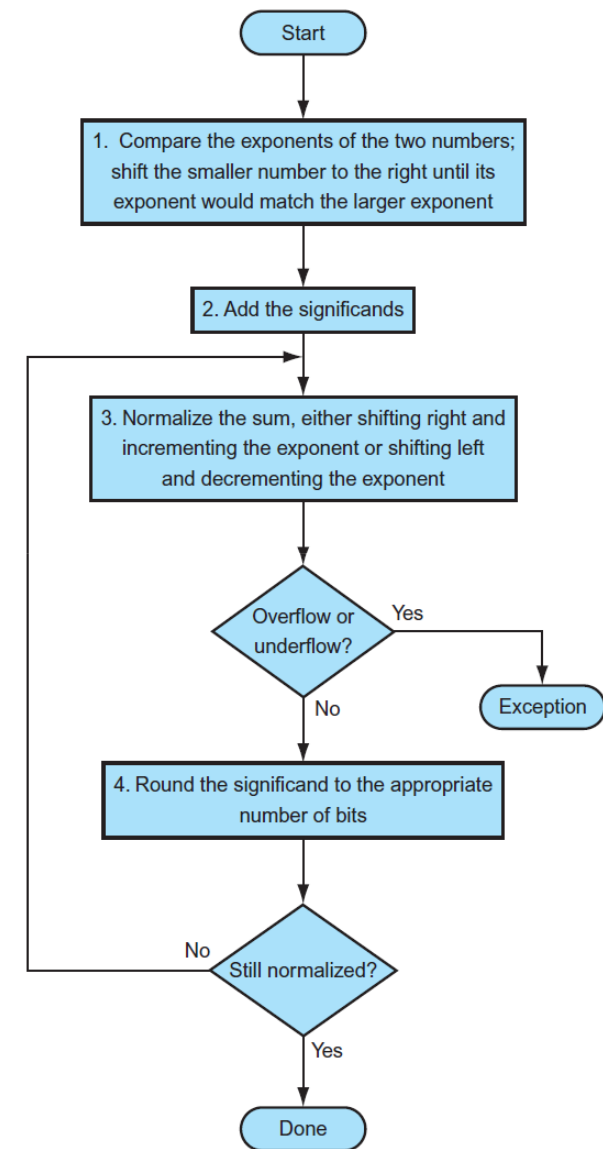 Start
1. Compare the exponents of the two numbers;
shift the smaller number to the right until its
exponent would match the larger exponent
2. Add the significands
3. Normalize the sum, either shifting right and
incrementing the exponent or shifting left
and decrementing the exponent
Overflow or
underflow?
Yes
No
Exception
4. Round the significand to the appropriate
number of bits
No
Still normalized?
Yes
Done